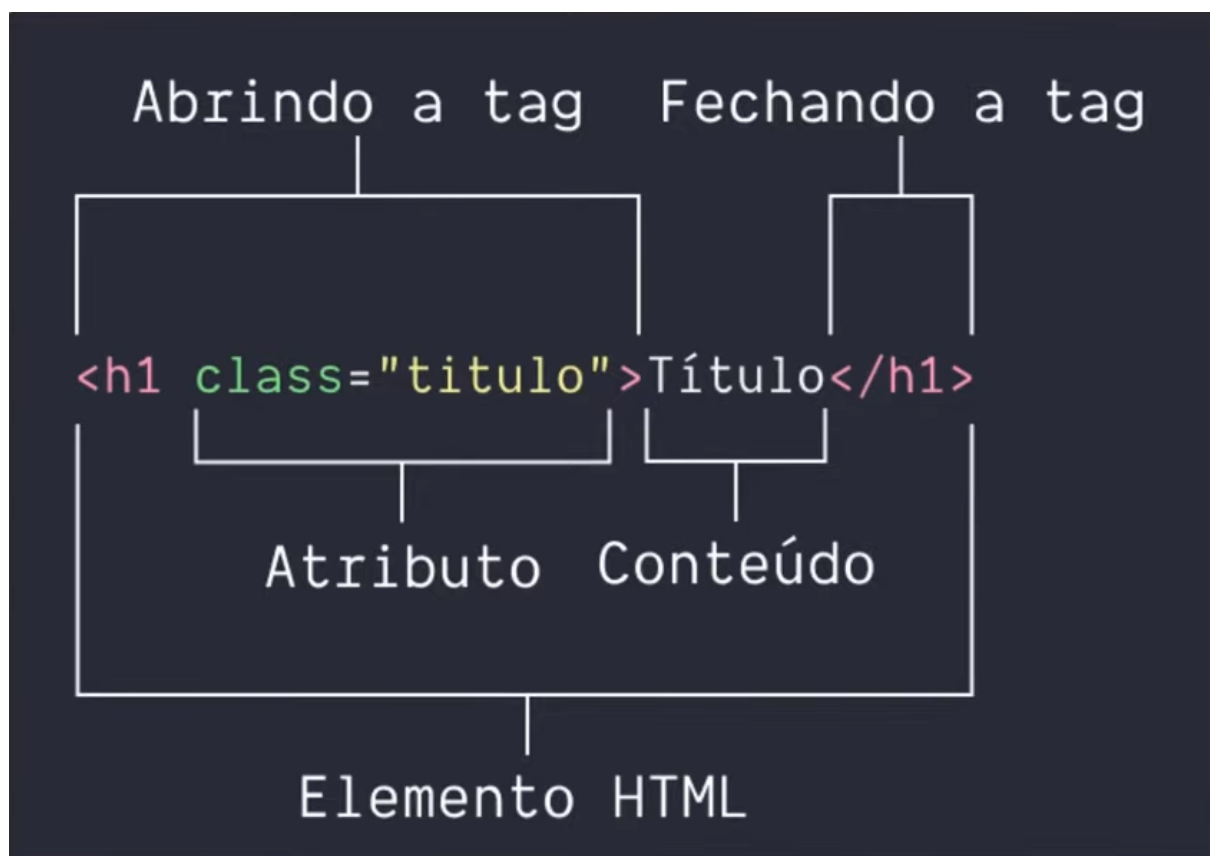 Abrindo a tag Fechando a tag
<h1 class="titulo">Título</h1>
Atributo Conteúdo
Elemento HTML